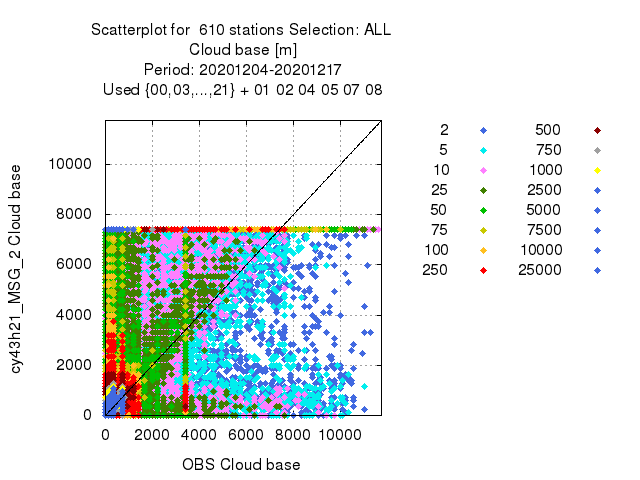 Scatterplot for  610 stations Selection: ALL
Cloud base [m]
Period: 20201204-20201217
Used {00,03,...,21} + 01 02 04 05 07 08
cy43h21_MSG_2 Cloud base
10000
8000
6000
4000
2000
0
0 2000 4000 6000 8000 10000
OBS Cloud base
2 500
5 750
10 1000
25 2500
50 5000
75 7500
100 10000
250 25000